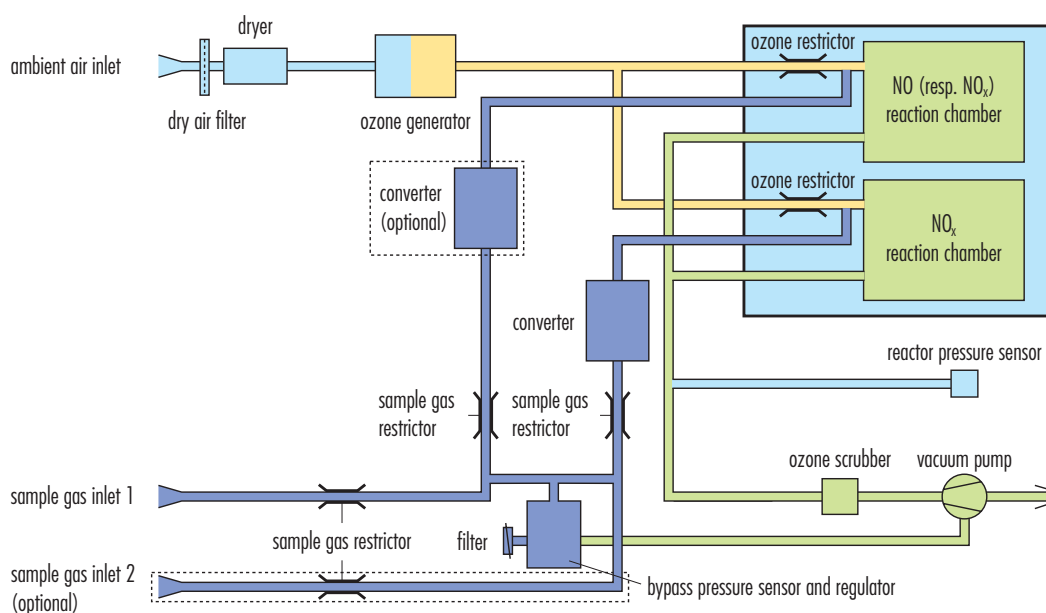 dryer
ambient air inlet
dry air filter
ozone generator
ozone restrictor
NO (resp. NOₓ)
reaction chamber
converter
(optional)
ozone restrictor
NOₓ
reaction chamber
converter
reactor pressure sensor
sample gas
restrictor
sample gas
restrictor
ozone scrubber
vacuum pump
sample gas inlet 1
sample gas restrictor
filter
sample gas inlet 2
(optional)
bypass pressure sensor and regulator